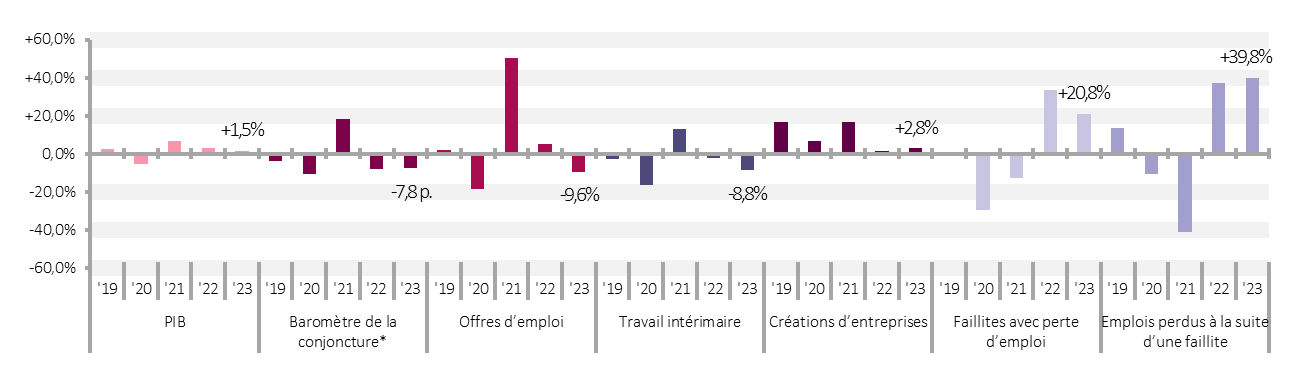 +60,0%
+40,0%
+20,0%
0,0%
-20,0%
-40,0%
-60,0%
+1,5%
-7,8 p.
-9,6%
-8,8%
+2,8%
+20,8%
+39,8%
'19 '20 '21 '22 '23 '19 '20 '21 '22 '23 '19 '20 '21 '22 '23 '19 '20 '21 '22 '23 '19 '20 '21 '22 '23 '20 '21 '22 '23 '19 '20 '21 '22 '23
PIB
Baromètre de la
conjoncture*
Offres d’emploi
Travail intérimaire
Créations d’entreprises
Faillites avec perte
d’emploi
Emplois perdus à la suite
d’une faillite